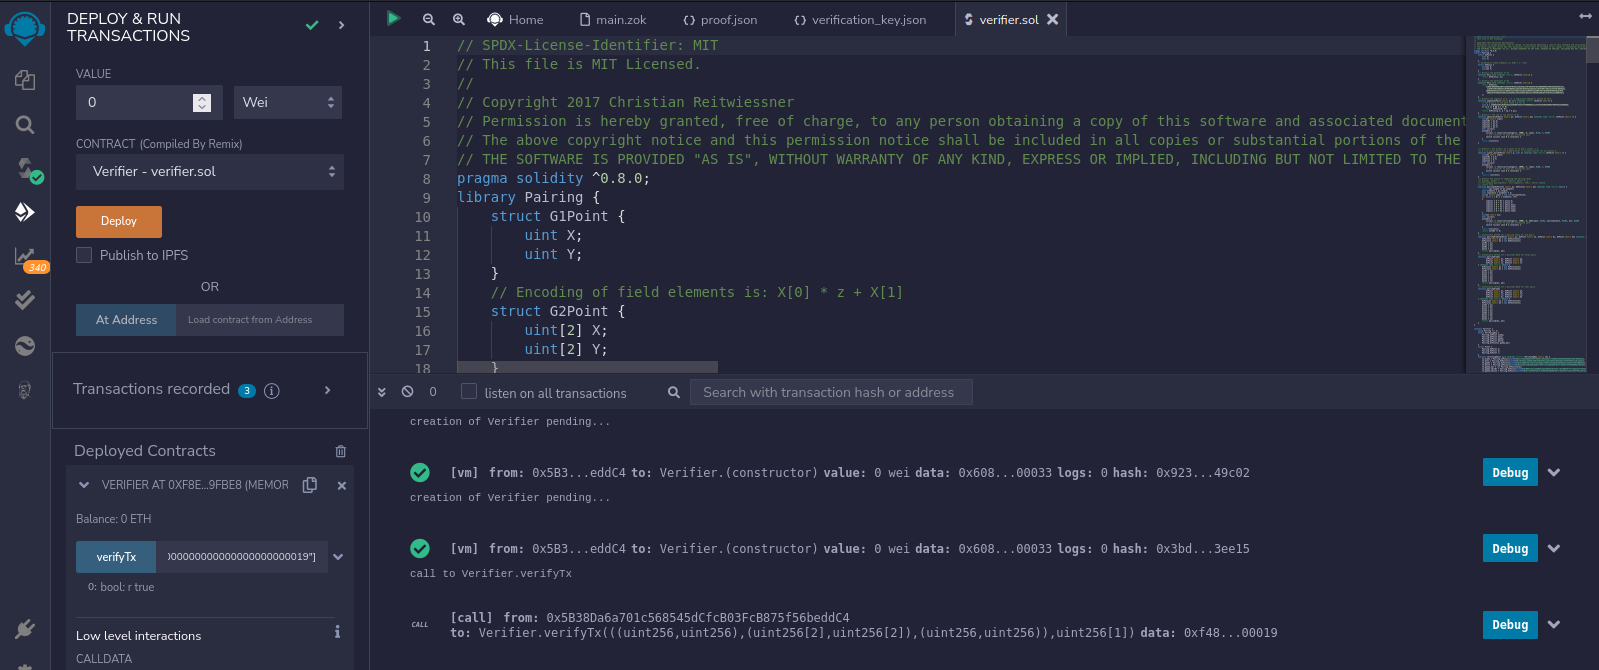 DEPLOY & RUN
TRANSACTIONS
VALUE
0
Wei
CONTRACT (Compiled By Remix)
Verifier - verifier.sol
Deploy
Publish to IPFS
OR
At Address
Load contract from Address
Transactions recorded 3
Deployed Contracts
VERIFIER AT 0XF8E...9FBE8 (MEMOR
Balance: 0 ETH
verifyTx
0: bool: r true
Low level interactions
CALLDATA
340
Home
main.zok
proof.json
verification_key.json
verifier.sol
1 // SPDX-License-Identifier: MIT
2 // This file is MIT Licensed.
3 //
4 // Copyright 2017 Christian Reitwiessner
5 // Permission is hereby granted, free of charge, to any person obtaining a copy of this software and associated document
6 // The above copyright notice and this permission notice shall be included in all copies or substantial portions of the
7 // THE SOFTWARE IS PROVIDED "AS IS", WITHOUT WARRANTY OF ANY KIND, EXPRESS OR IMPLIED, INCLUDING BUT NOT LIMITED TO THE
8 pragma solidity ^0.8.0;
9 library Pairing {
10 struct G1Point {
11 uint X;
12 uint Y;
13 }
14 // Encoding of field elements is: X[0] * z + X[1]
15 struct G2Point {
16 uint[2] X;
17 uint[2] Y;
18 }
0
listen on all transactions
Search with transaction hash or address
creation of Verifier pending...
[vm] from: 0x5B3...eddC4 to: Verifier.(constructor) value: 0 wei data: 0x608...00033 logs: 0 hash: 0x923...49c02
Debug
creation of Verifier pending...
[vm] from: 0x5B3...eddC4 to: Verifier.(constructor) value: 0 wei data: 0x608...00033 logs: 0 hash: 0x3bd...3ee15
Debug
call to Verifier.verifyTx
CALL
[call] from: 0x5B38Da6a701c568545dCfcB03FcB875f56beddC4
to: Verifier.verifyTx(((uint256,uint256),(uint256[2],uint256[2]),(uint256,uint256)),uint256[1]) data: 0xf48...00019
Debug